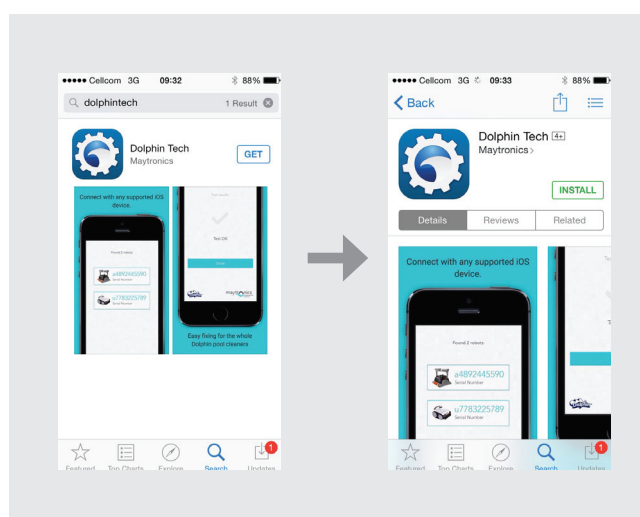 Cellcom 3G 09:32 88%
dolphintech 1 Result
Dolphin Tech
Maytronics
GET
Connect with any supported iOS
device.
Found 2 robots
a4892445590
Serial Number
u7783225789
Serial Number
Test OK
maytronics
Easy fixing for the whole
Dolphin pool cleaners
Featured Top Charts Explore Search Updates
1
Cellcom 3G 09:33 88%
Back
Dolphin Tech 4+
Maytronics >
INSTALL
Details Reviews Related
Connect with any supported iOS
device.
Found 2 robots
a4892445590
Serial Number
u7783225789
Serial Number
Featured Top Charts Explore Search Updates
1